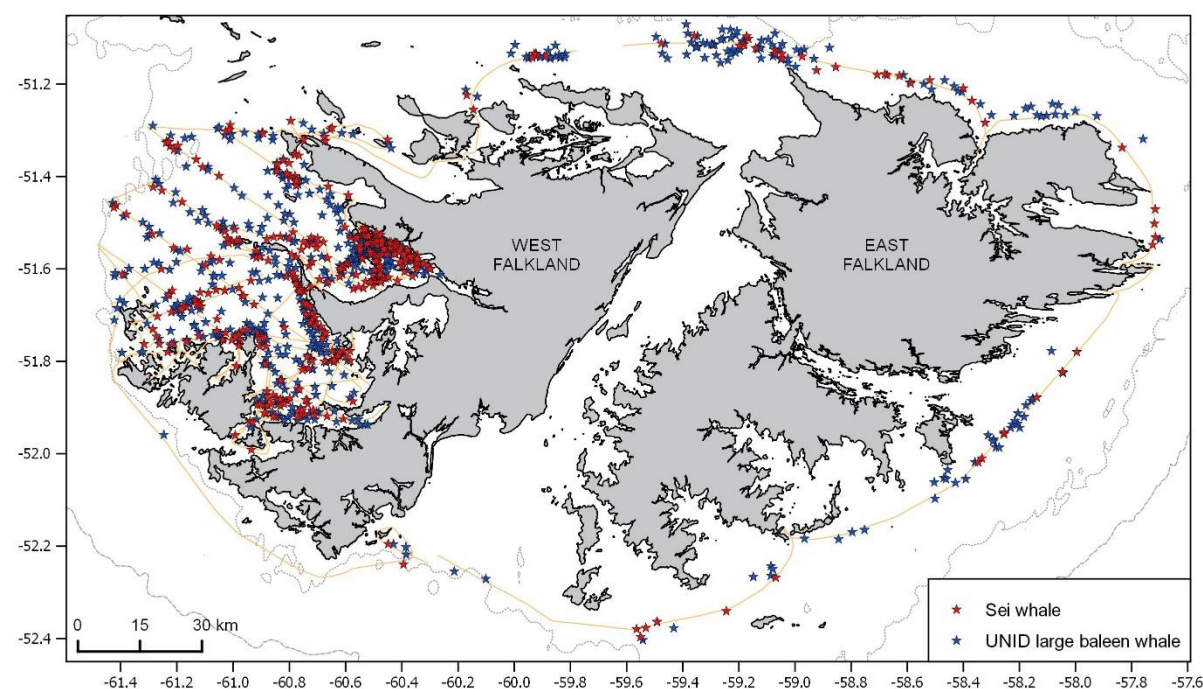 -51.2
-51.4
-51.6
-51.8
-52.0
-52.2
-52.4
WEST
FALKLAND
EAST
FALKLAND
0 15 30 km
Sei whale
UNID large baleen whale
-61.4 -61.2 -61.0 -60.8 -60.6 -60.4 -60.2 -60.0 -59.8 -59.6 -59.4 -59.2 -59.0 -58.8 -58.6 -58.4 -58.2 -58.0 -57.8 -57.6